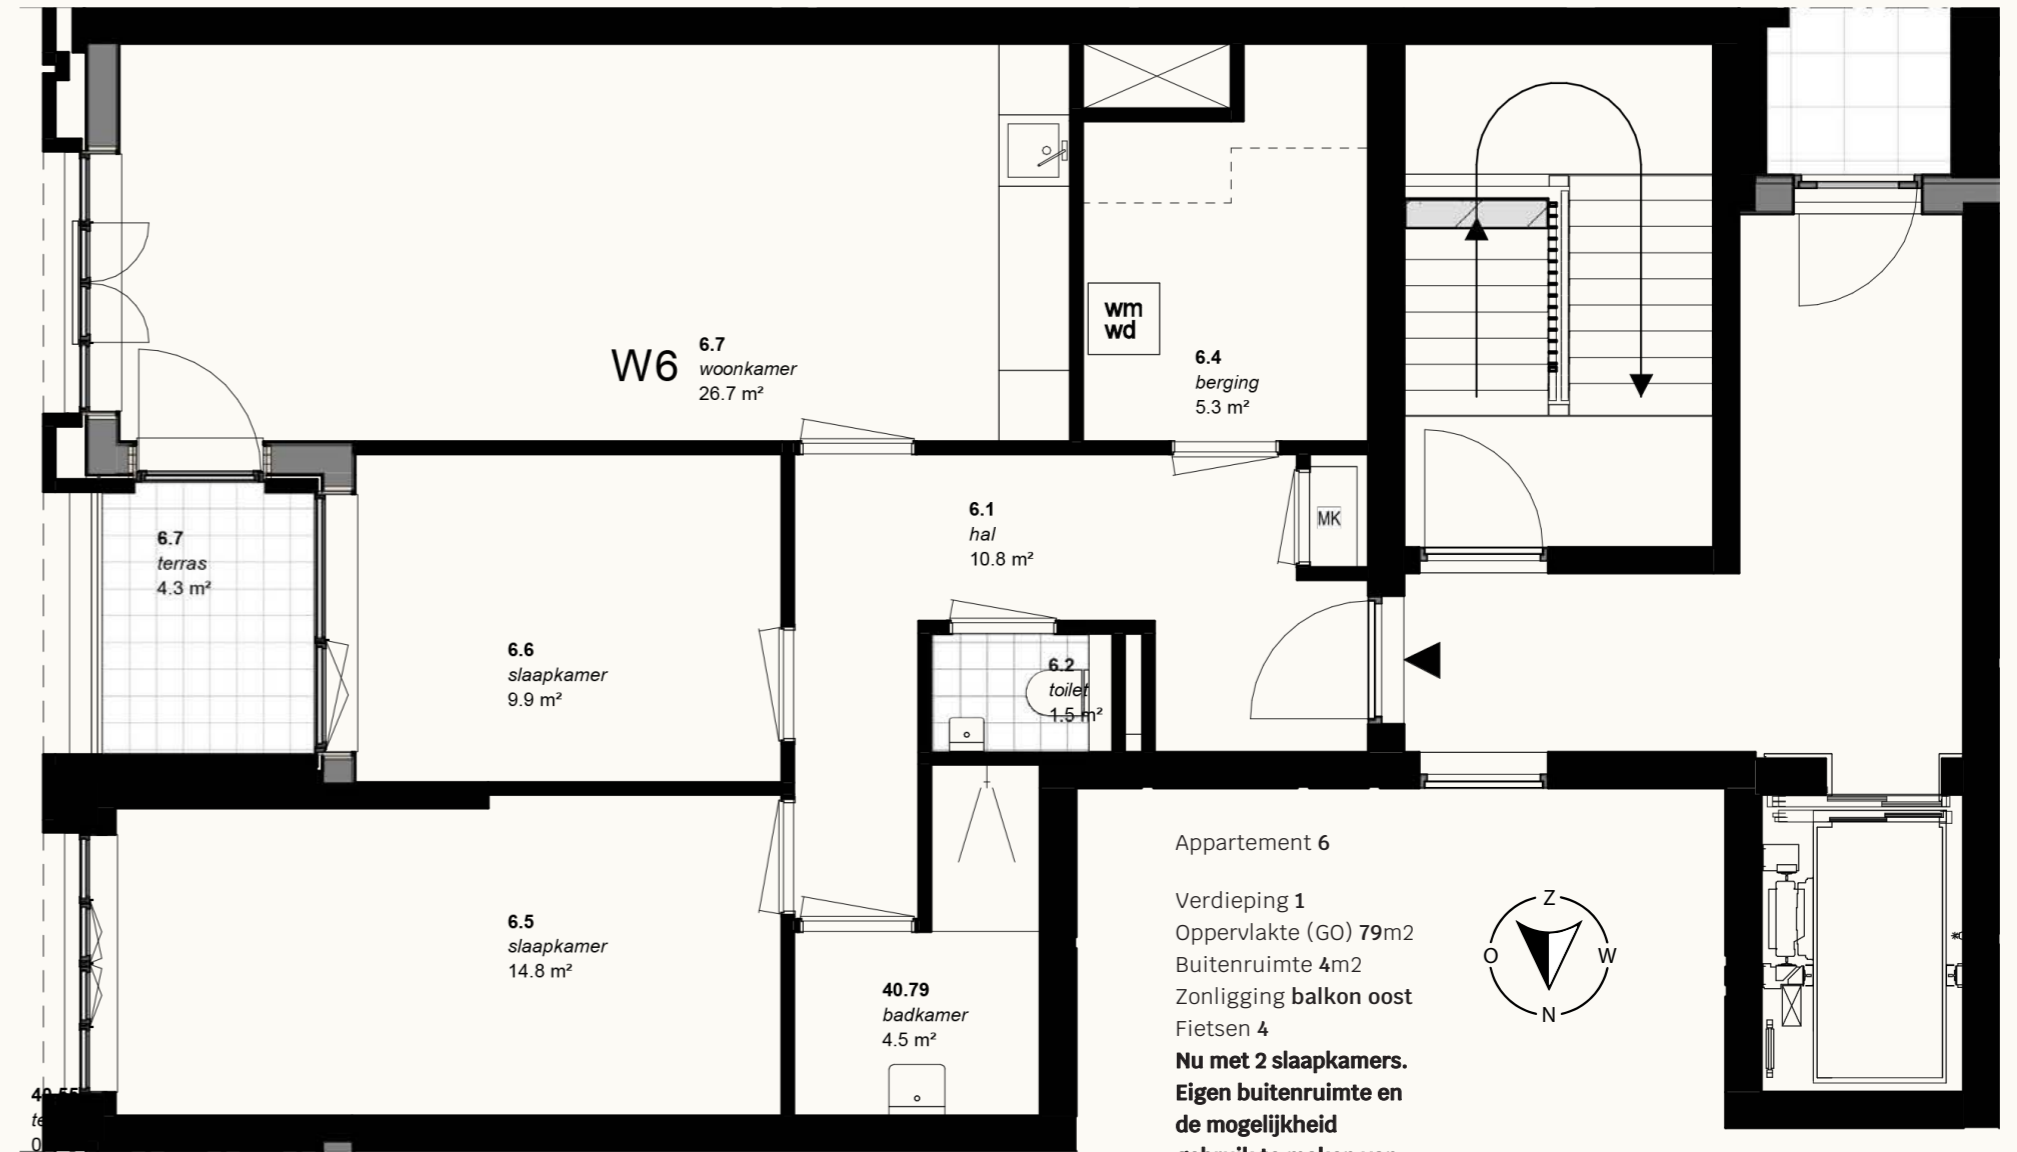 W6
6.7
woonkamer
26.7 m²
wm
wd
6.4
berging
5.3 m²
6.1
hal
10.8 m²
MK
6.7
terras
4.3 m²
6.6
slaapkamer
9.9 m²
6.2
toilet
1.5 m²
6.5
slaapkamer
14.8 m²
40.79
badkamer
4.5 m²
Appartement 6
Verdieping 1
Oppervlakte (GO) 79m2
Buitenruimte 4m2
Zonligging balkon oost
Fietsen 4
Nu met 2 slaapkamers.
Eigen buitenruimte en
de mogelijkheid
Z
O
W
N